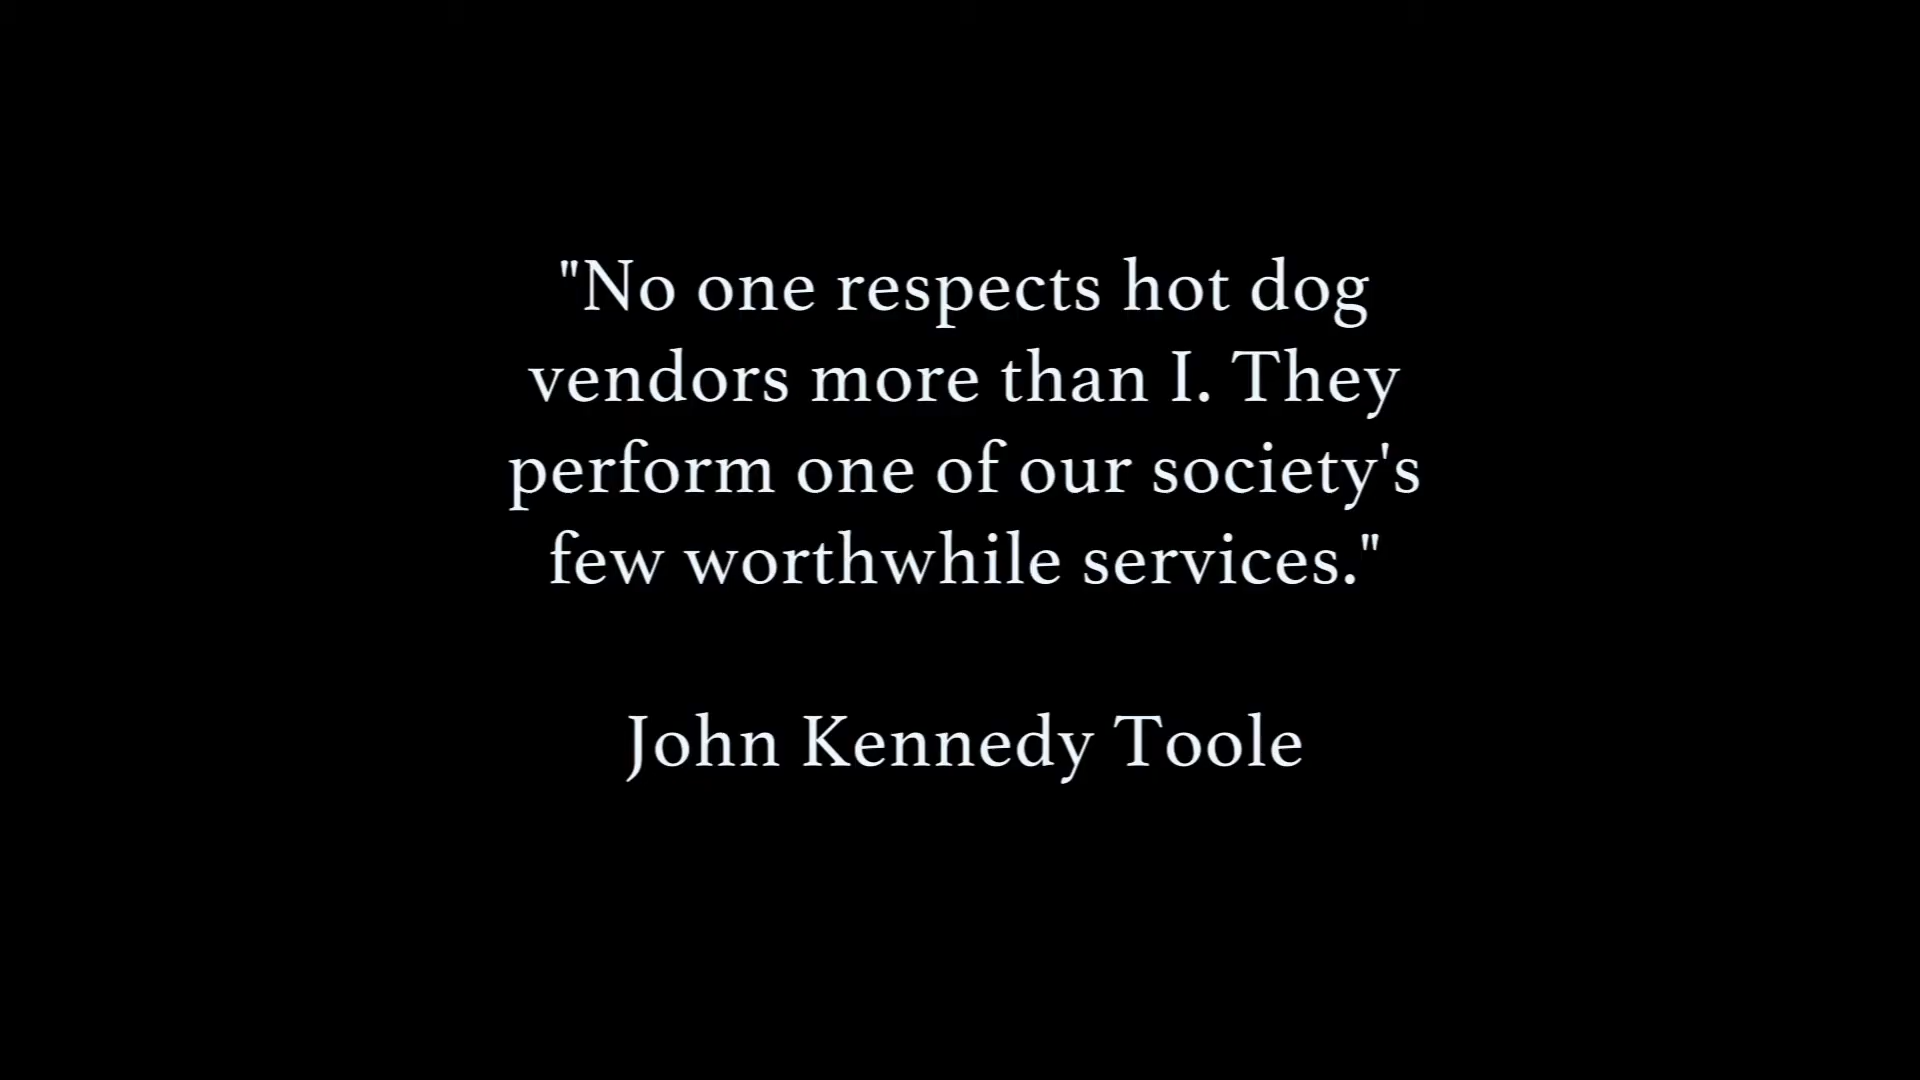 "No one respects hot dog
vendors more than I. They
perform one of our society's
few worthwhile services."
John Kennedy Toole